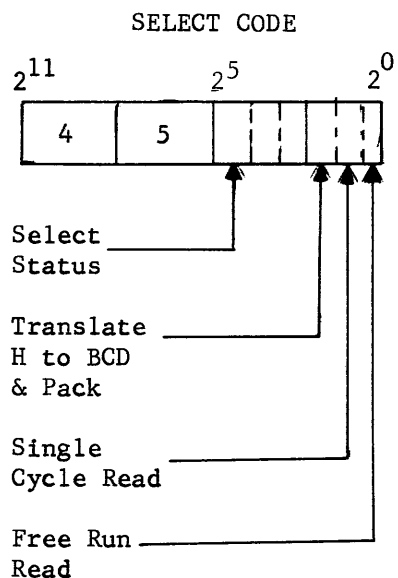 SELECT CODE
2^11 2^5 2^0
4 5
Select
Status
Translate
H to BCD
& Pack
Single
Cycle Read
Free Run
Read